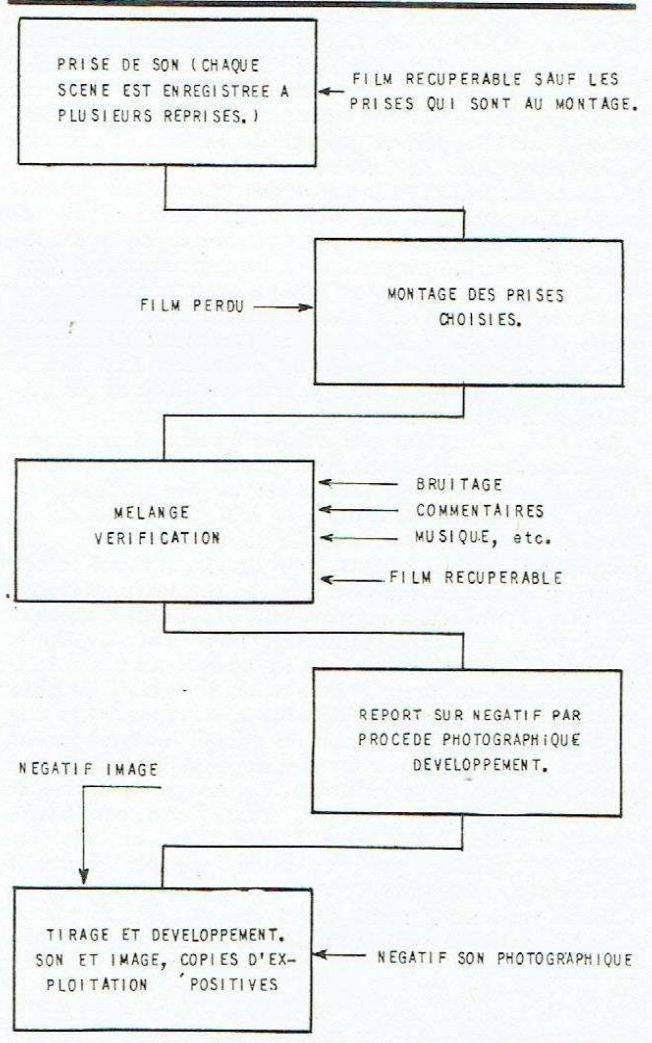 PRISE DE SON (CHAQUE
SCENE EST ENREGISTREE A
PLUSIEURS REPRISES.)
FILM RECUPERABLE SAUF LES
PRISES QUI SONT AU MONTAGE.
MONTAGE DES PRISES
CHOISIES.
FILM PERDU
MELANGE
VERIFICATION
BRUITAGE
COMMENTAIRES
MUSIQUE, etc.
FILM RECUPERABLE
REPORT SUR NEGATIF PAR
PROCEDE PHOTOGRAPHIQUE
DEVELOPPEMENT.
NEGATIF IMAGE
TIRAGE ET DEVELOPPEMENT.
SON ET IMAGE, COPIES D'EX-
PLOITATION POSITIVES
NEGATIF SON PHOTOGRAPHIQUE